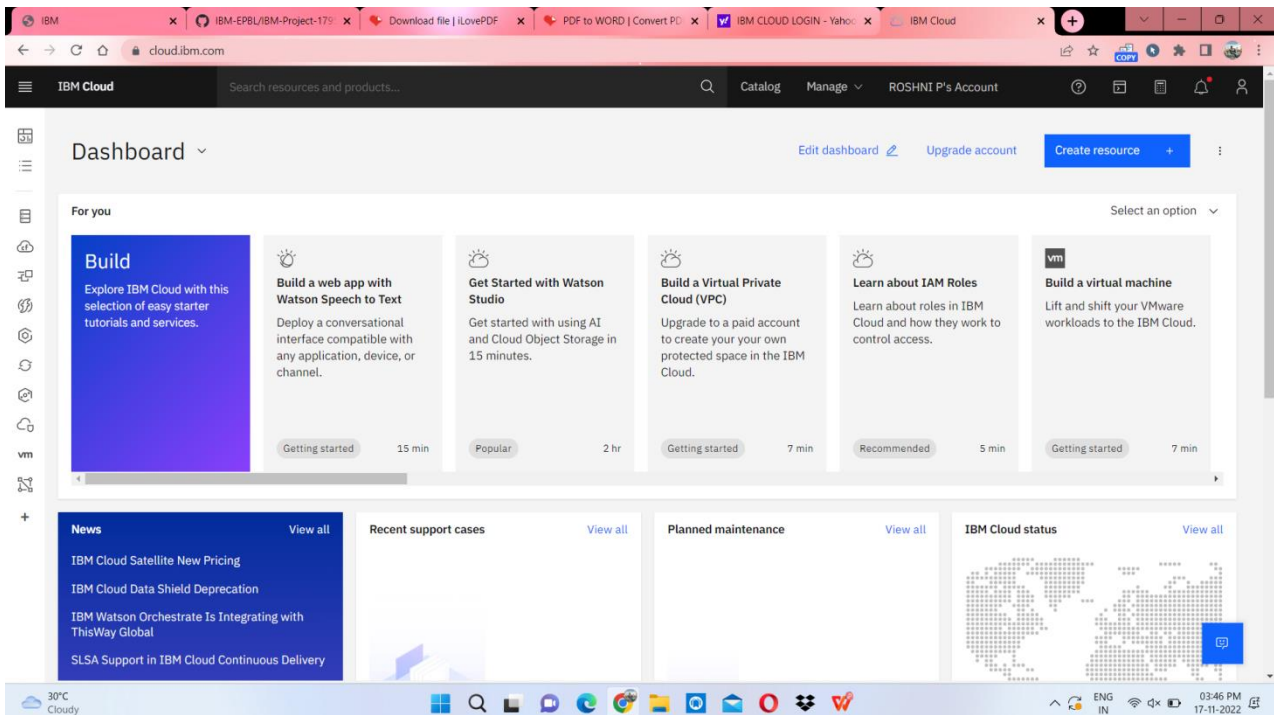 IBM
IBM-EPBL/IBM-Project-179
Download file | iLovePDF
PDF to WORD | Convert PD
IBM CLOUD LOGIN - Yahoo
IBM Cloud
cloud.ibm.com
COPY
IBM Cloud
Search resources and products...
Catalog
Manage
ROSHNI P's Account
Dashboard
Edit dashboard
Upgrade account
Create resource +
For you
Select an option
Build
Explore IBM Cloud with this
selection of easy starter
tutorials and services.
Build a web app with
Watson Speech to Text
Deploy a conversational
interface compatible with
any application, device, or
channel.
Getting started
15 min
Get Started with Watson
Studio
Get started with using AI
and Cloud Object Storage in
15 minutes.
Popular
2 hr
Build a Virtual Private
Cloud (VPC)
Upgrade to a paid account
to create your your own
protected space in the IBM
Cloud.
Getting started
7 min
Learn about IAM Roles
Learn about roles in IBM
Cloud and how they work to
control access.
Recommended
5 min
vm
Build a virtual machine
Lift and shift your VMware
workloads to the IBM Cloud.
Getting started
7 min
vm
News
View all
IBM Cloud Satellite New Pricing
IBM Cloud Data Shield Deprecation
IBM Watson Orchestrate Is Integrating with
ThisWay Global
SLSA Support in IBM Cloud Continuous Delivery
Recent support cases
View all
Planned maintenance
View all
IBM Cloud status
View all
30°C
Cloudy
ENG
IN
03:46 PM
17-11-2022